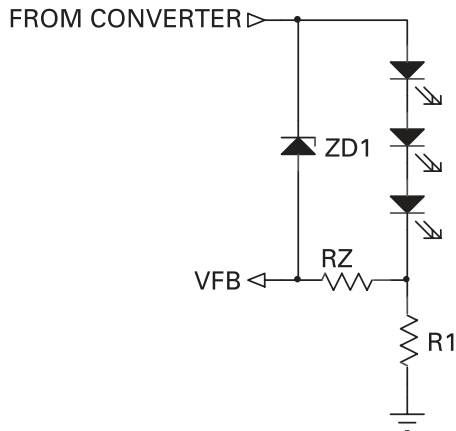 FROM CONVERTER
ZD1
RZ
VFB
R1